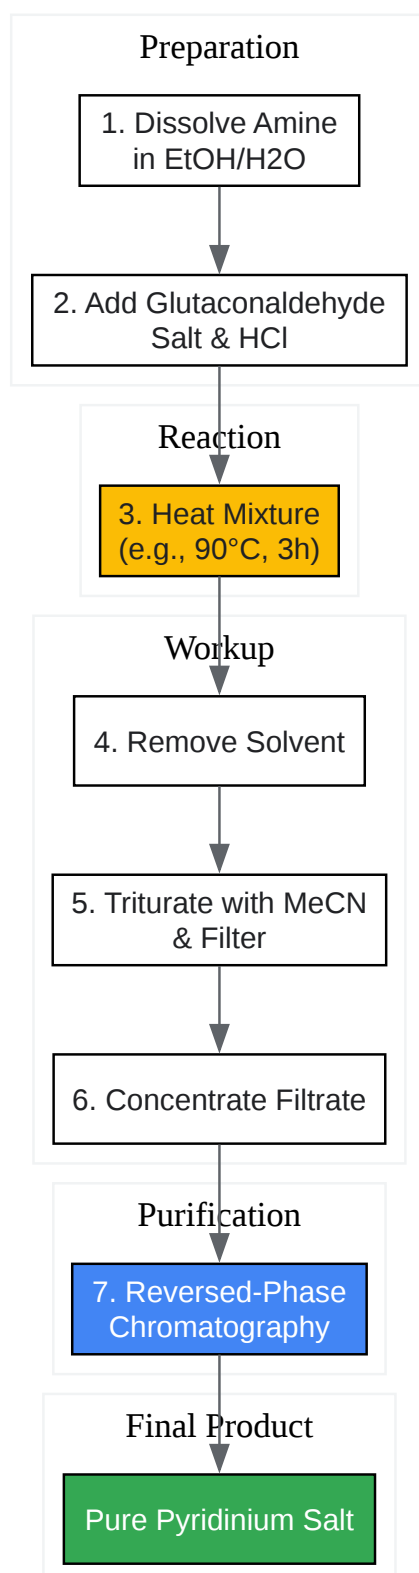 Preparation
1. Dissolve Amine
in EtOH/H2O
2. Add Glutaconaldehyde
Salt & HCl
Reaction
3. Heat Mixture
(e.g., 90°C, 3h)
Workup
4. Remove Solvent
5. Triturate with MeCN
& Filter
6. Concentrate Filtrate
Purification
7. Reversed-Phase
Chromatography
Final Product
Pure Pyridinium Salt